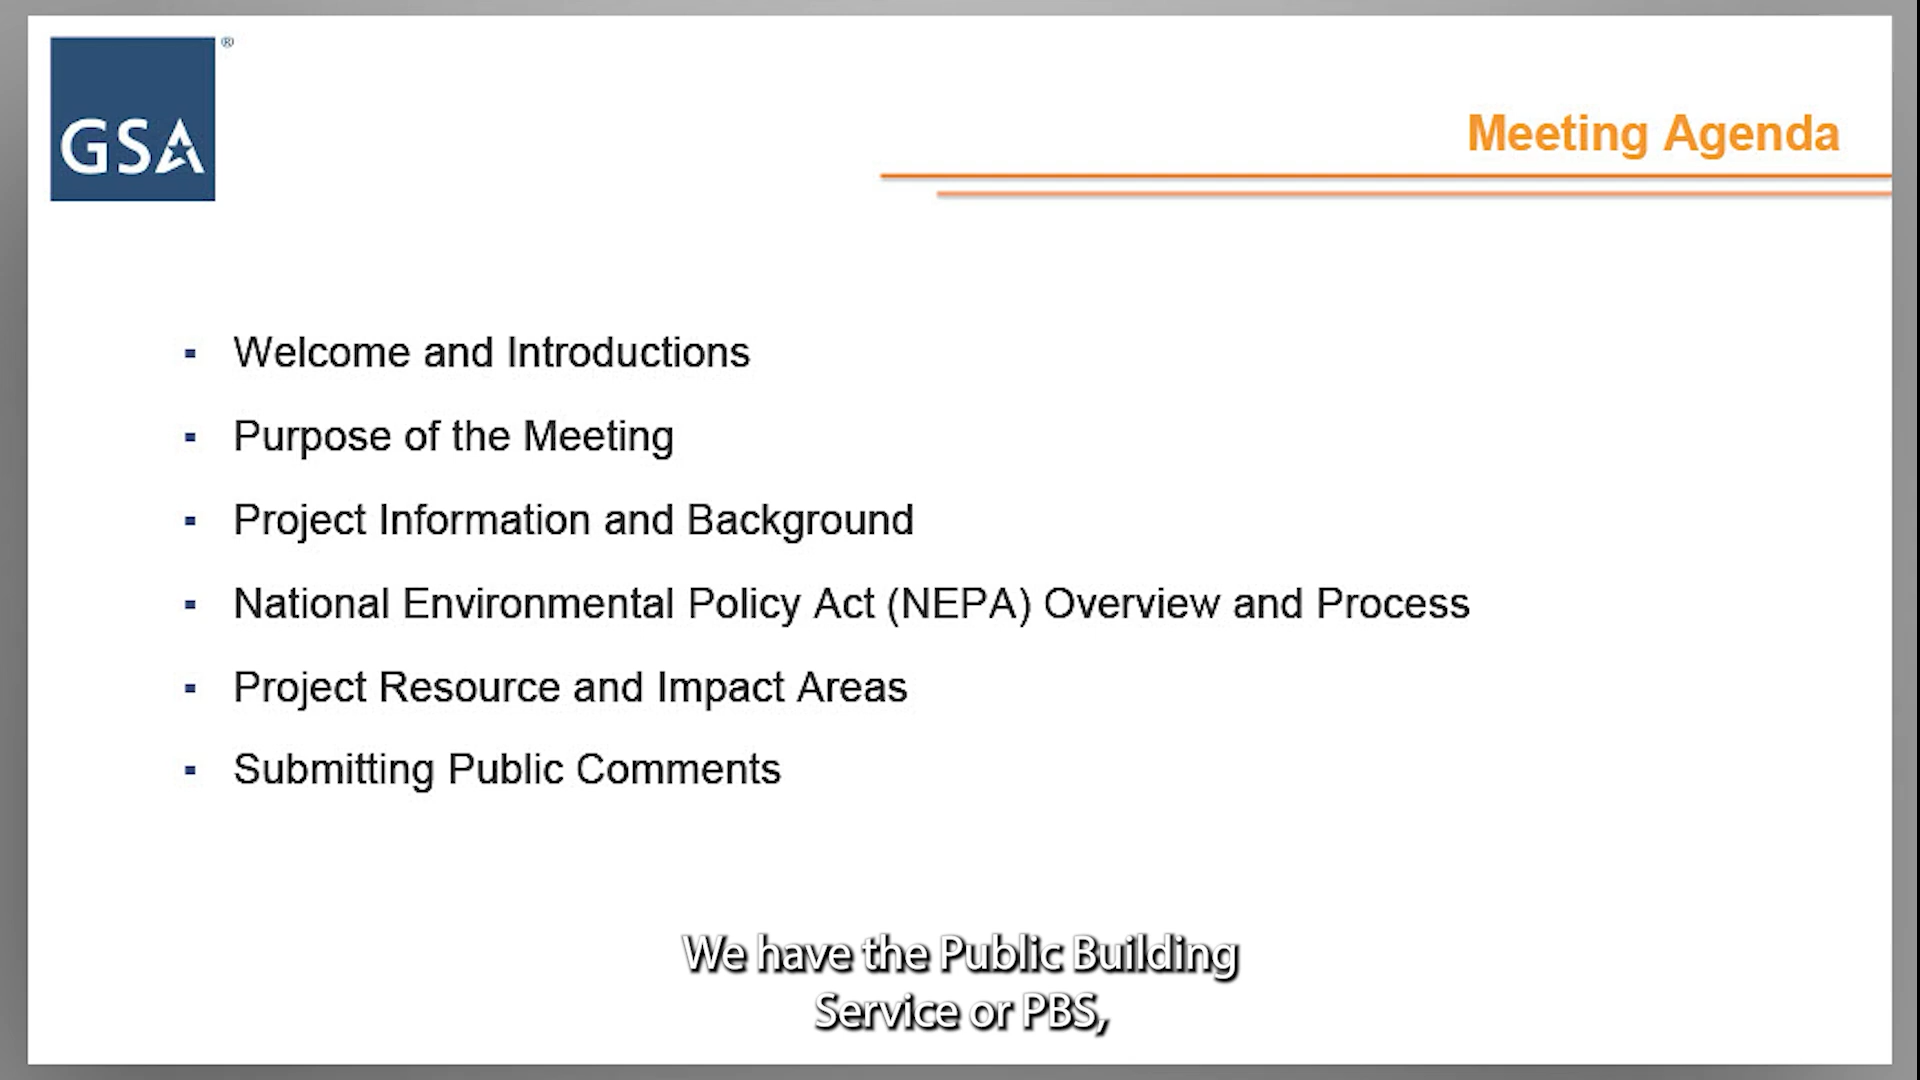 GSA®
Meeting Agenda
▪ Welcome and Introductions
▪ Purpose of the Meeting
▪ Project Information and Background
▪ National Environmental Policy Act (NEPA) Overview and Process
▪ Project Resource and Impact Areas
▪ Submitting Public Comments
We have the Public Building
Service or PBS,